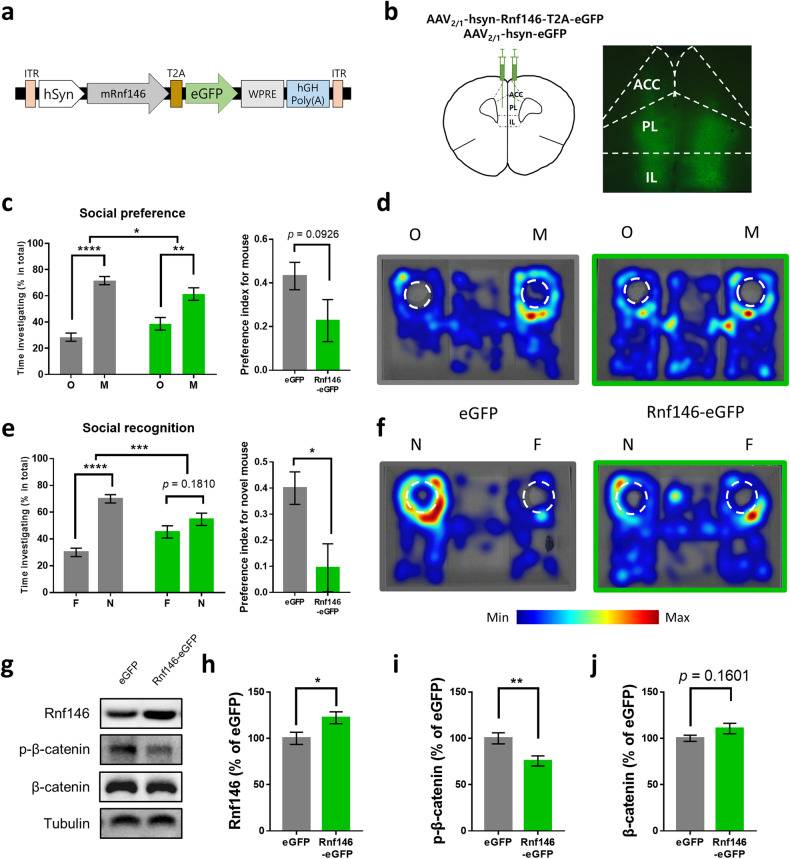 a
ITR
hSyn
mRnf146
T2A
eGFP
WPRE
hGH
Poly(A)
ITR
b
AAV2/1-hsyn-Rnf146-T2A-eGFP
AAV2/1-hsyn-eGFP
ACC
PL
IL
ACC
PL
IL
c
Social preference
Time investigating (% in total)
100
80
60
40
20
****
*
**
O M O M
Preference index for mouse
0.6
0.4
0.2
0.0
p = 0.0926
eGFP Rnf146
-eGFP
d
O M O M
eGFP Rnf146-eGFP
e
Social recognition
Time investigating (% in total)
100
80
60
40
20
0
****
***
p = 0.1810
F N F N
Preference index for novel mouse
0.6
0.4
0.2
0.0
*
eGFP Rnf146
-eGFP
f
N F N F
Min Max
g
eGFP Rnf146-eGFP
Rnf146
p-β-catenin
β-catenin
Tubulin
h
Rnf146 (% of eGFP)
150
100
50
0
*
eGFP Rnf146
-eGFP
i
p-β-catenin (% of eGFP)
150
100
50
0
**
eGFP Rnf146
-eGFP
j
β-catenin (% of eGFP)
150
100
50
0
p = 0.1601
eGFP Rnf146
-eGFP